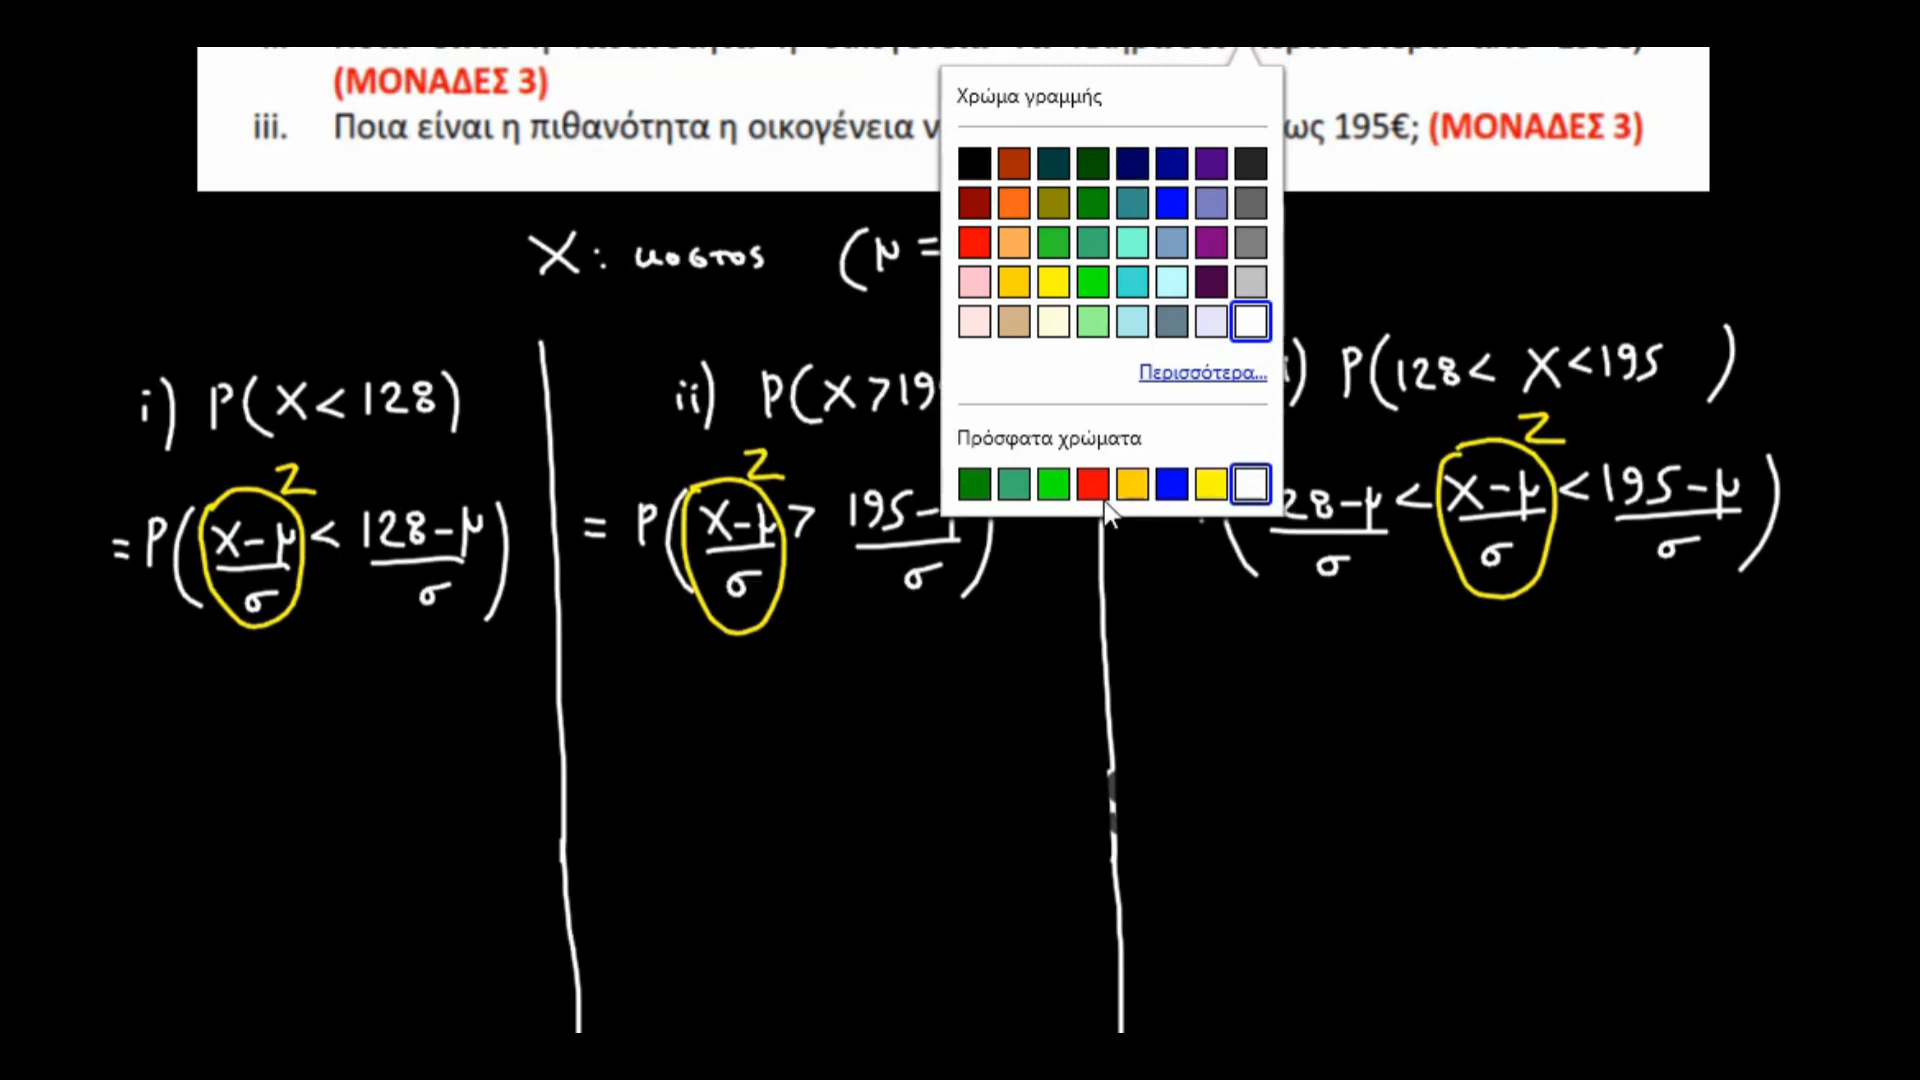 (ΜΟΝΑΔΕΣ 3)
iii. Ποια είναι η πιθανότητα η οικογένεια ν
ως 195€; (ΜΟΝΑΔΕΣ 3)
Χρώμα γραμμής
Περισσότερα...
Πρόσφατα χρώματα
X: κοστος (μ =
i) P(X<128)
= P( X-μ/σ < 128-μ/σ )
Z
ii) P(X>19
= P( X-μ/σ > 195-/σ )
Z
i) P(128< X<195 )
( 28-μ/σ < X-μ/σ < 195-μ/σ )
Z